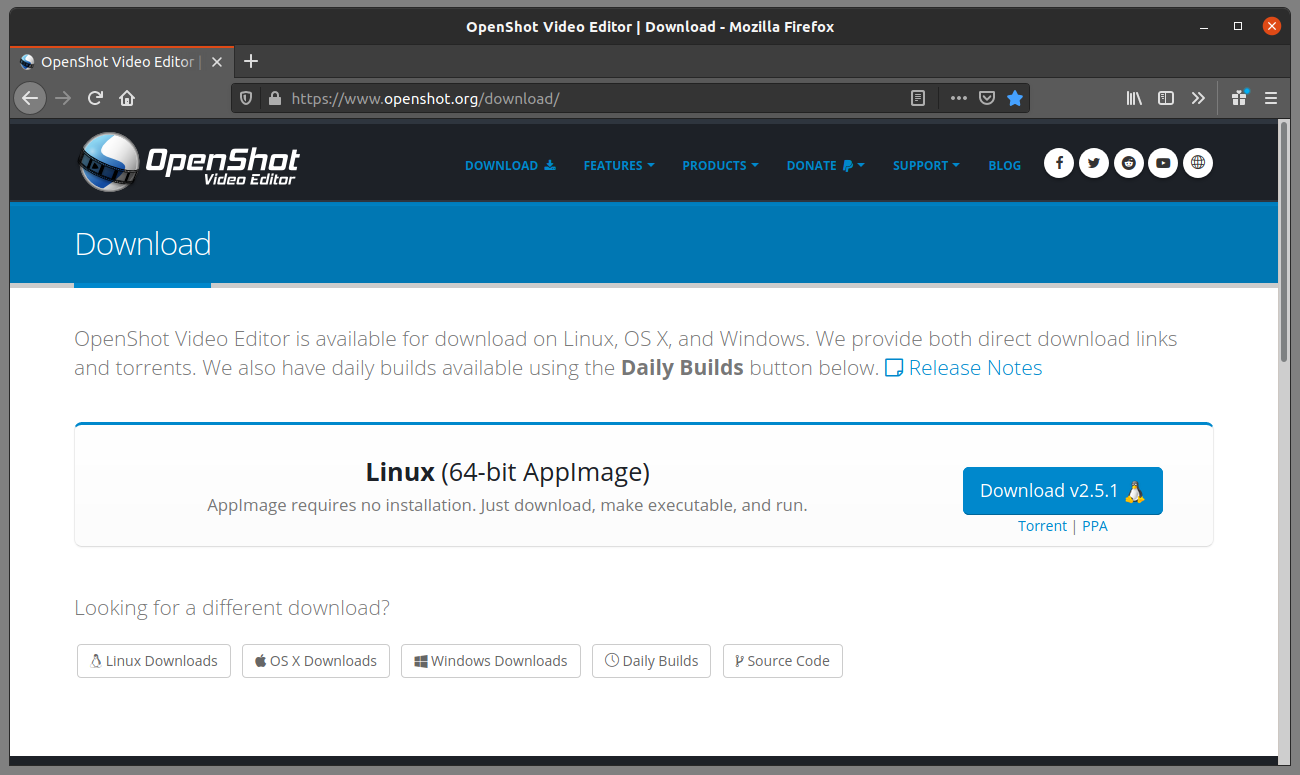 OpenShot Video Editor | Download - Mozilla Firefox
OpenShot Video Editor |
https://www.openshot.org/download/
OpenShot
Video Editor
DOWNLOAD FEATURES PRODUCTS DONATE SUPPORT BLOG
Download
OpenShot Video Editor is available for download on Linux, OS X, and Windows. We provide both direct download links
and torrents. We also have daily builds available using the Daily Builds button below. Release Notes
Linux (64-bit AppImage)
AppImage requires no installation. Just download, make executable, and run.
Download v2.5.1
Torrent | PPA
Looking for a different download?
Linux Downloads OS X Downloads Windows Downloads Daily Builds Source Code